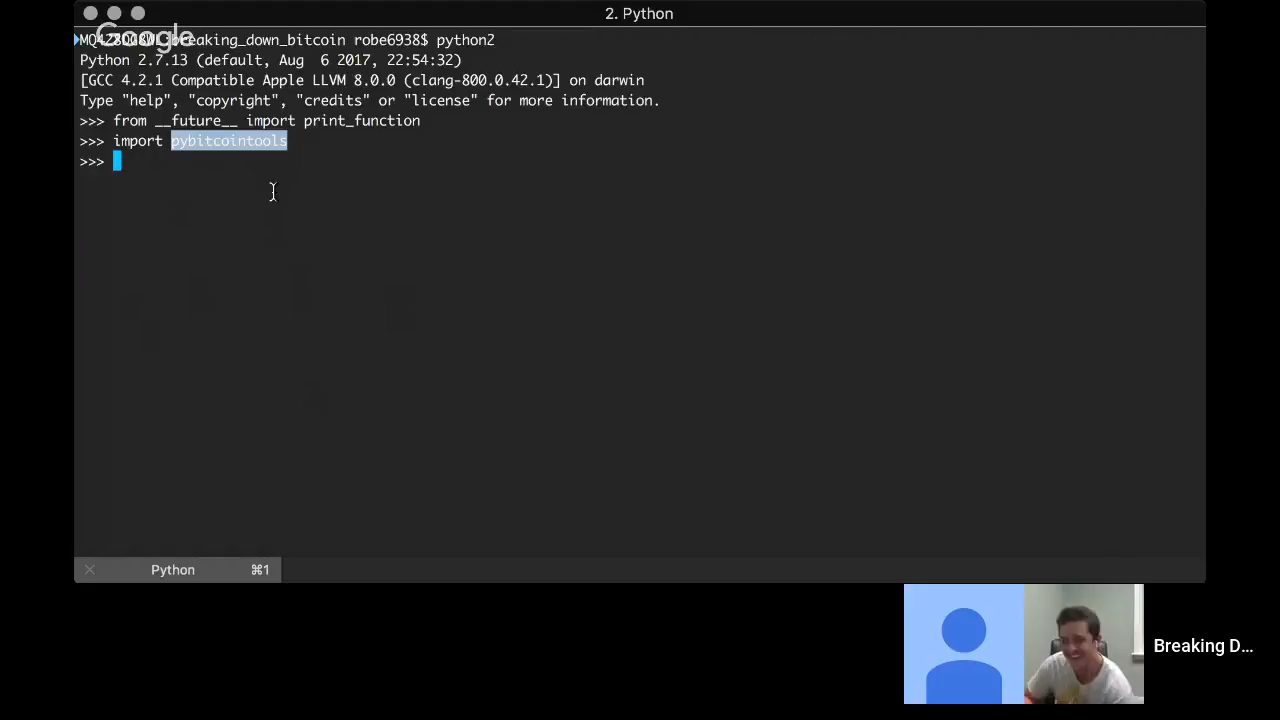 2. Python
Google
breaking_down_bitcoin robe6938$ python2
Python 2.7.13 (default, Aug  6 2017, 22:54:32)
[GCC 4.2.1 Compatible Apple LLVM 8.0.0 (clang-800.0.42.1)] on darwin
Type "help", "copyright", "credits" or "license" for more information.
>>> from __future__ import print_function
>>> import pybitcointools
>>>
Python ⌘1
Breaking D...